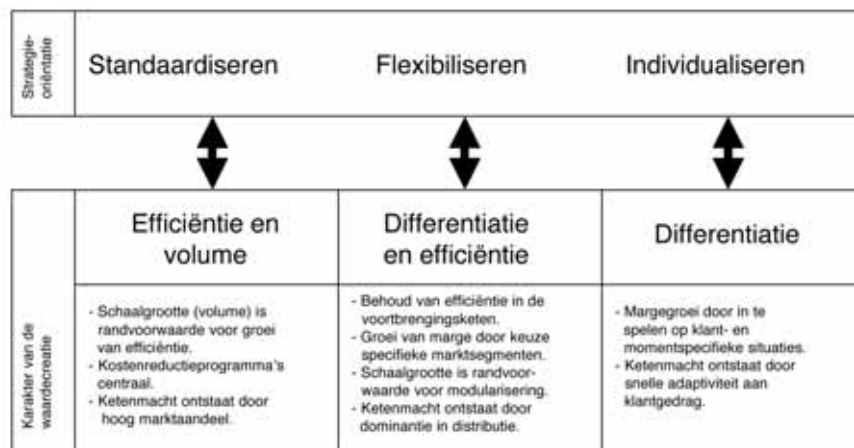 Strategie-
oriëntatie
Standaardiseren
Flexibiliseren
Individualiseren
Karakter van de
waardecreatie
Efficiëntie en
volume
Differentiatie
en efficiëntie
Differentiatie
- Schaalgrootte (volume) is
randvoorwaarde voor groei
van efficiëntie.
- Kostenreductieprogramma's
centraal.
- Ketenmacht ontstaat door
hoog marktaandeel.
- Behoud van efficiëntie in de
voortbrengingsketen.
- Groei van marge door keuze
specifieke marktsegmenten.
- Schaalgrootte is randvoor-
waarde voor modularisering.
- Ketenmacht ontstaat door
dominantie in distributie.
- Margegroei door in te
spelen op klant- en
momentspecifieke situaties.
- Ketenmacht ontstaat door
snelle adaptiviteit aan
klantgedrag.